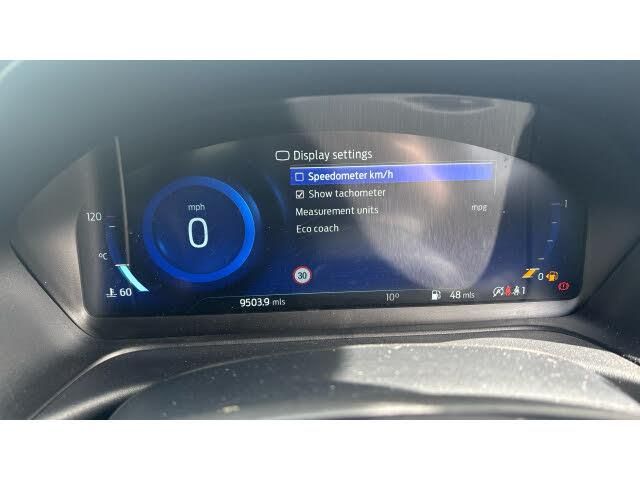 Display settings
Speedometer km/h
Show tachometer
Measurement units mpg
Eco coach
mph
0
120
°C
60
30
1
0
9503.9 mls 10° 48 mls 1